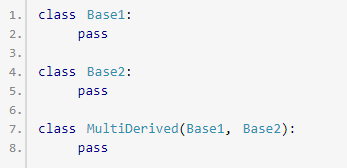 1. class Base1:
2.     pass
3.
4. class Base2:
5.     pass
6.
7. class MultiDerived(Base1, Base2):
8.     pass